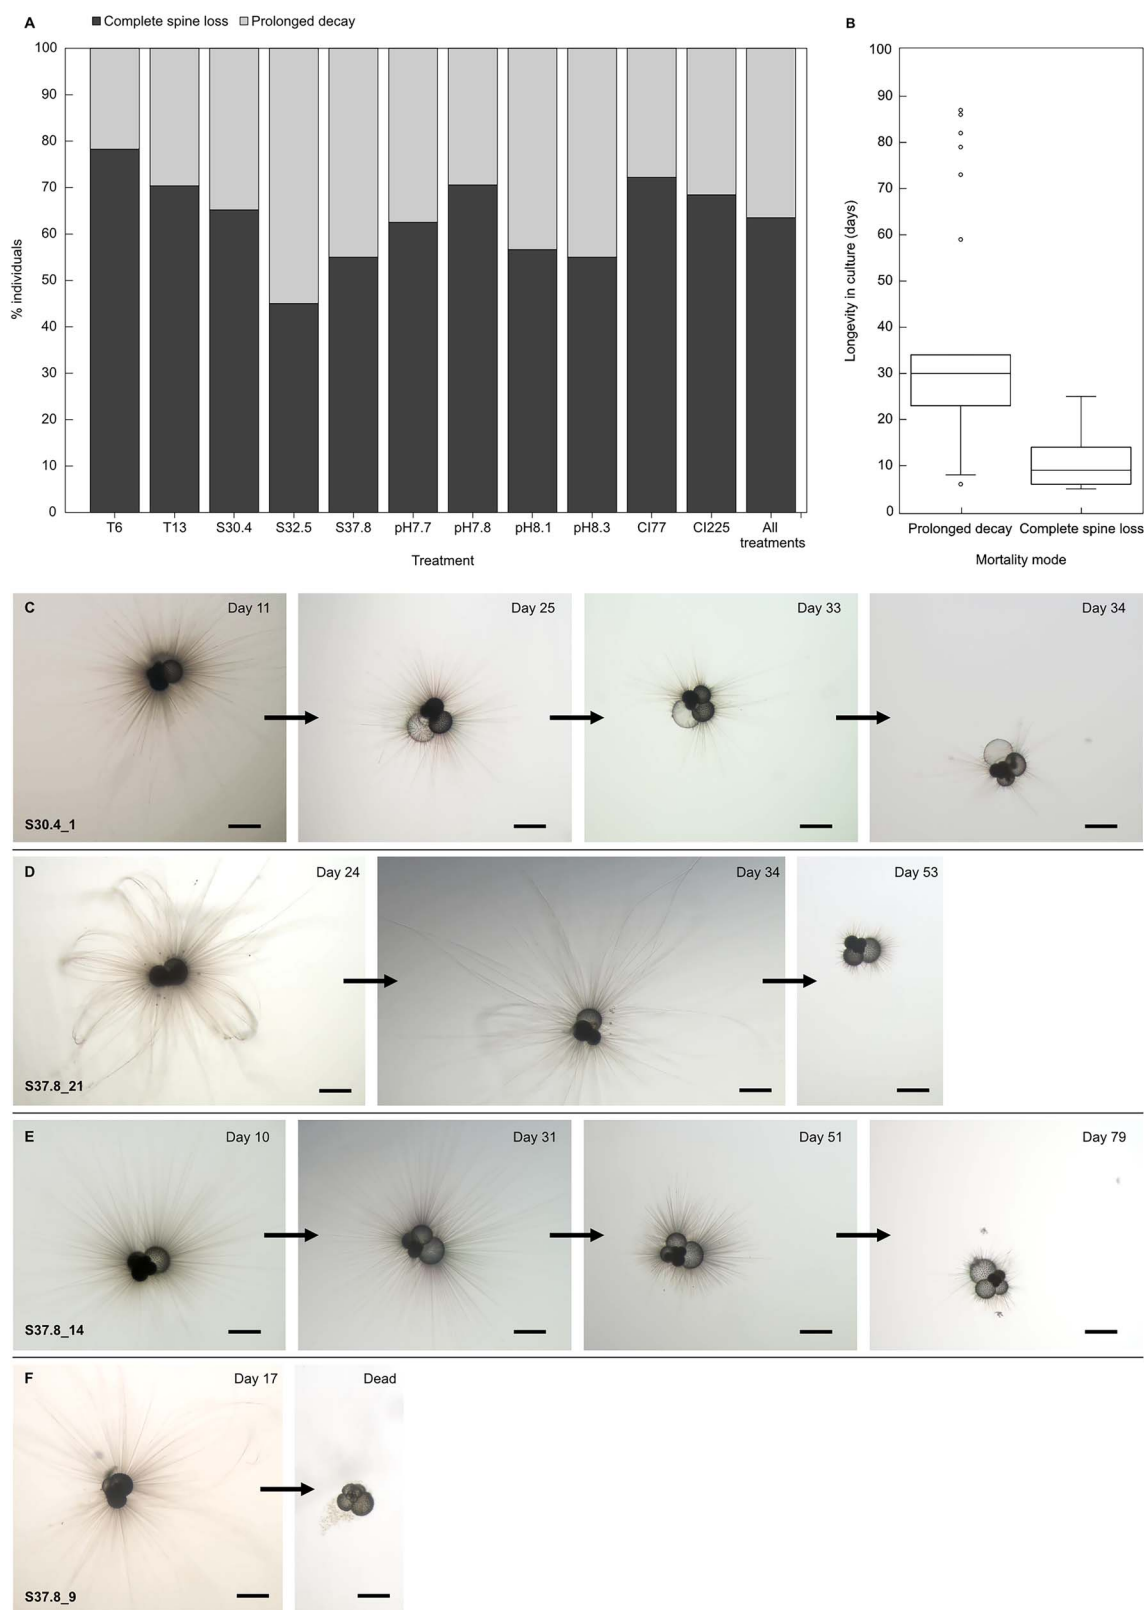 A
Complete spine loss
Prolonged decay
100
90
80
70
60
50
40
30
20
10
0
% individuals
T6
T13
S30.4
S32.5
S37.8
pH7.7
pH7.8
pH8.1
pH8.3
CI77
CI225
All
treatments
Treatment
B
100
90
80
70
60
50
40
30
20
10
0
Longevity in culture (days)
Prolonged decay
Complete spine loss
Mortality mode
C
Day 11
Day 25
Day 33
Day 34
S30.4_1
D
Day 24
Day 34
Day 53
S37.8_21
E
Day 10
Day 31
Day 51
Day 79
S37.8_14
F
Day 17
Dead
S37.8_9